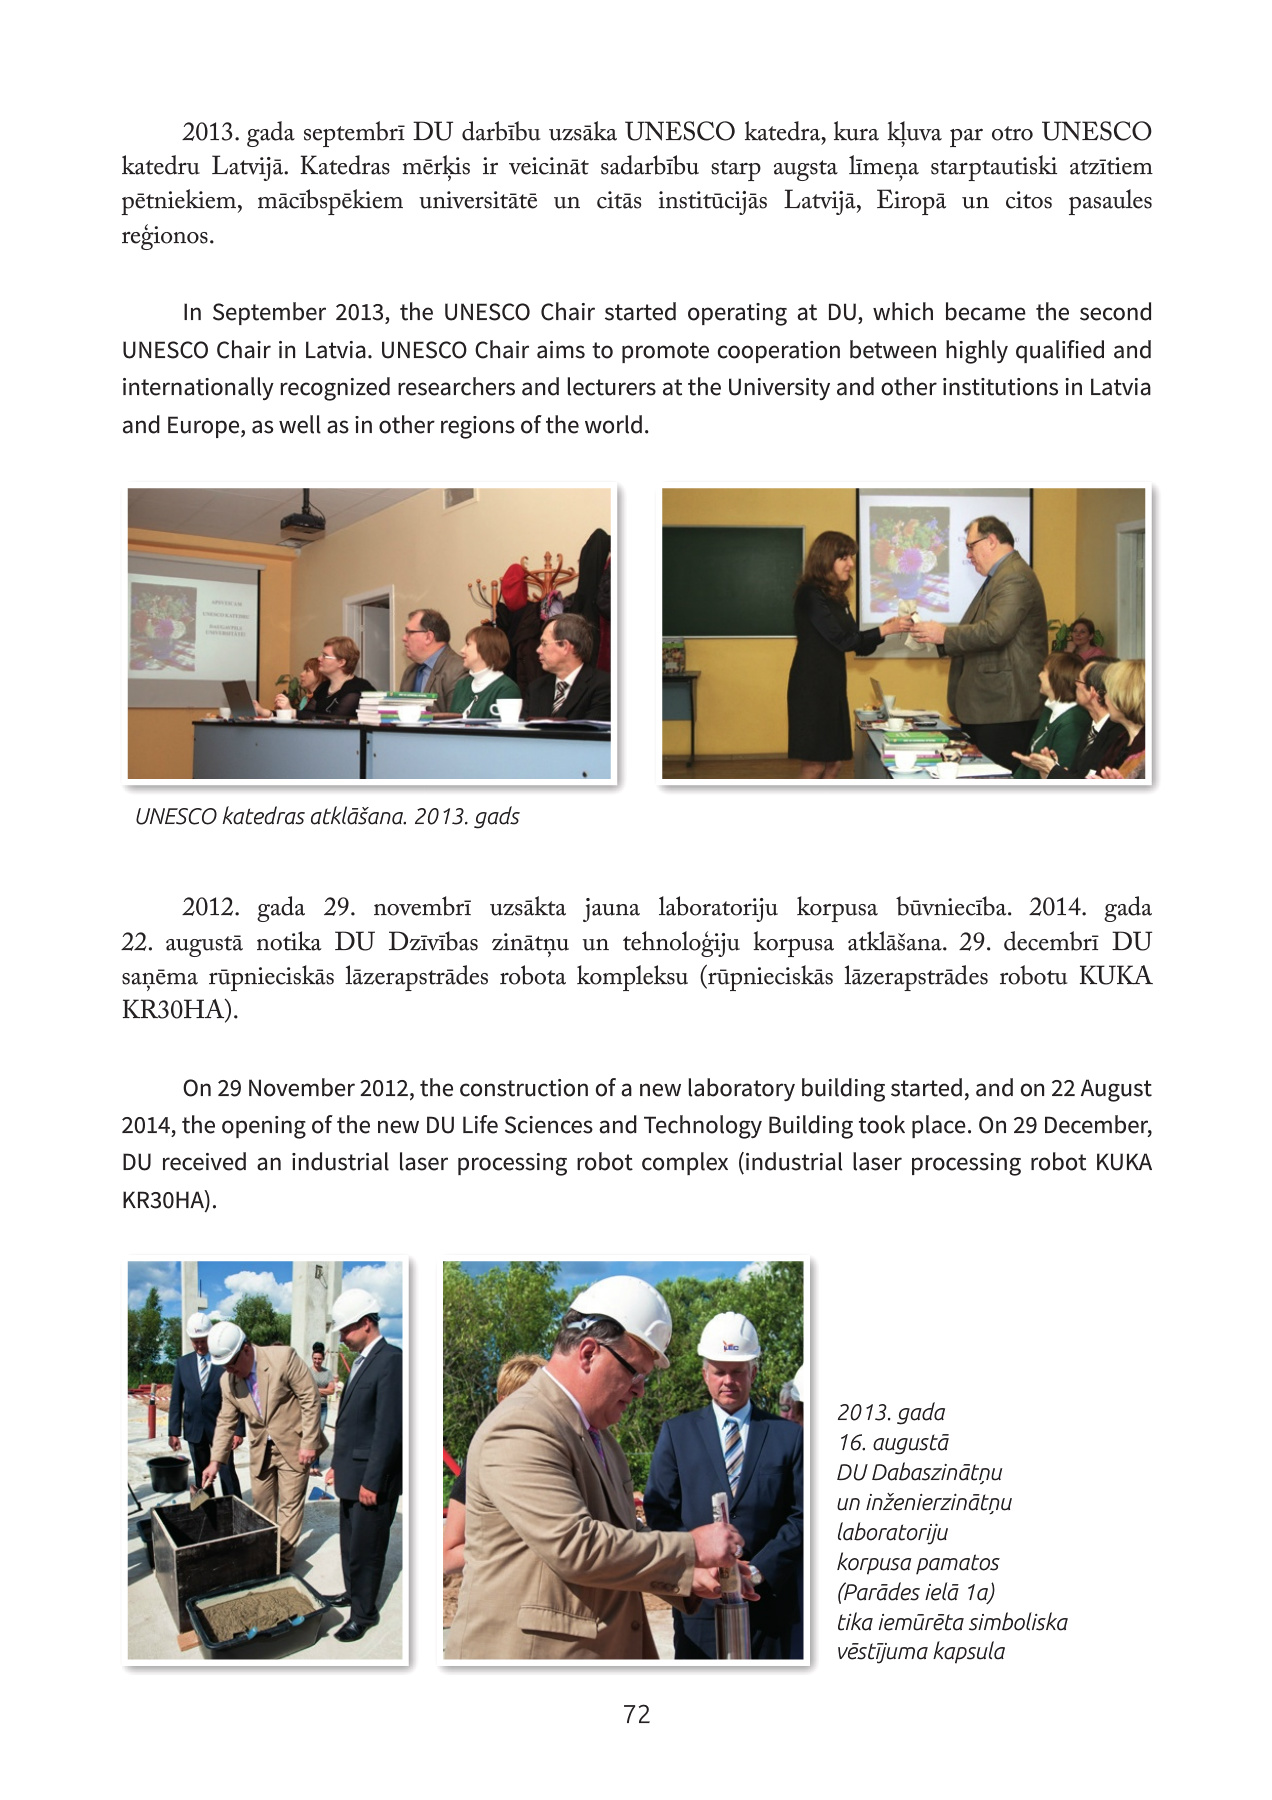 2013. gada septembrī DU darbību uzsāka UNESCO katedra, kura kļuva par otro UNESCO
katedru Latvijā. Katedras mērķis ir veicināt sadarbību starp augsta līmeņa starptautiski atzītiem
pētniekiem, mācībspēkiem universitātē un citās institūcijās Latvijā, Eiropā un citos pasaules
reģionos.
In September 2013, the UNESCO Chair started operating at DU, which became the second
UNESCO Chair in Latvia. UNESCO Chair aims to promote cooperation between highly qualified and
internationally recognized researchers and lecturers at the University and other institutions in Latvia
and Europe, as well as in other regions of the world.
UNESCO katedras atklāšana. 2013. gads
2012. gada 29. novembrī uzsākta jauna laboratoriju korpusa būvniecība. 2014. gada
22. augustā notika DU Dzīvības zinātņu un tehnoloģiju korpusa atklāšana. 29. decembrī DU
saņēma rūpnieciskās lāzerapstrādes robota kompleksu (rūpnieciskās lāzerapstrādes robotu KUKA
KR30HA).
On 29 November 2012, the construction of a new laboratory building started, and on 22 August
2014, the opening of the new DU Life Sciences and Technology Building took place. On 29 December,
DU received an industrial laser processing robot complex (industrial laser processing robot KUKA
KR30HA).
2013. gada
16. augustā
DU Dabaszinātņu
un inženierzinātņu
laboratoriju
korpusa pamatos
(Parādes ielā 1a)
tika iemūrēta simboliska
vēstījuma kapsula
72